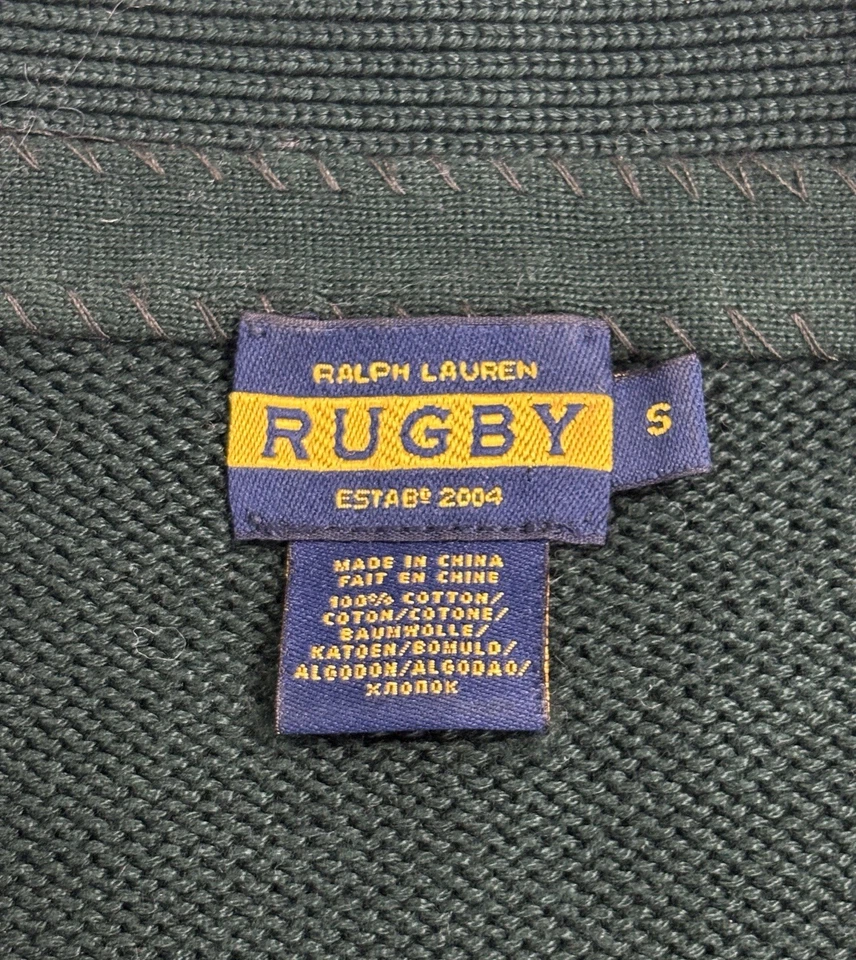 RALPH LAUREN
RUGBY
S
ESTABD 2004
MADE IN CHINA
FAIT EN CHINE
100% COTTON/
COTON/COTONE/
BAUMWOLLE/
KATOEN/BOMULD/
ALGODON/ALGODAO/
ХЛОПОК